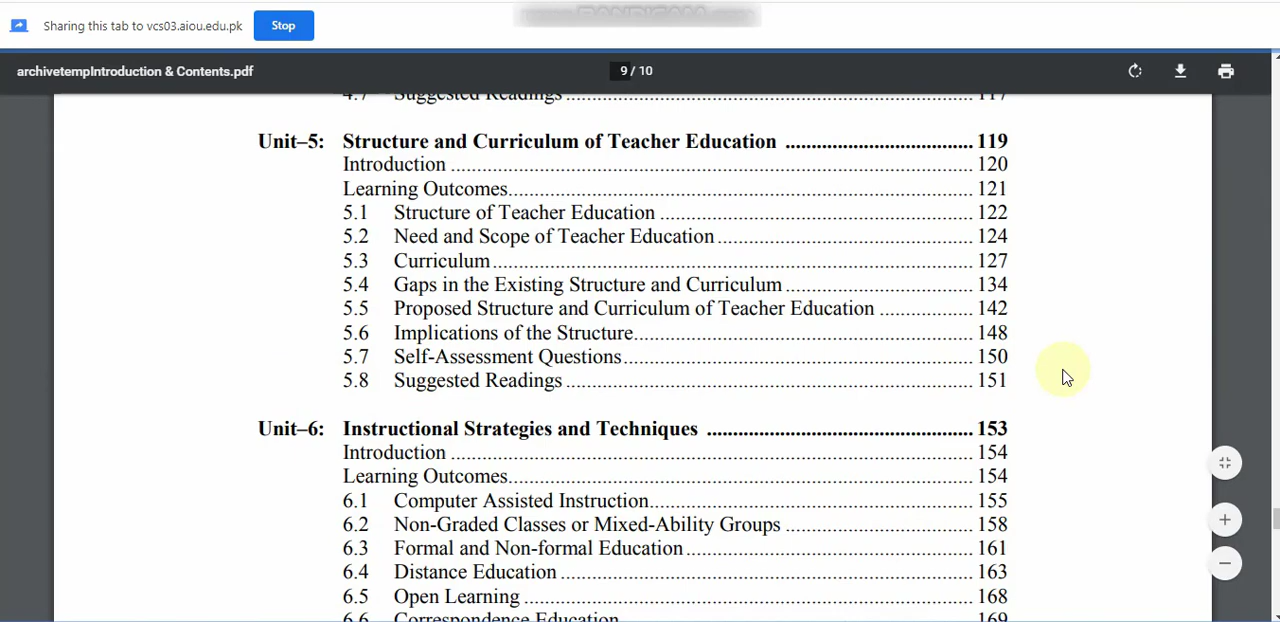 Sharing this tab to vcs03.aiou.edu.pk Stop
archivetempIntroduction & Contents.pdf 9 / 10
4.7 Suggested Readings ........ 117
Unit–5: Structure and Curriculum of Teacher Education ........ 119
Introduction ........ 120
Learning Outcomes ........ 121
5.1 Structure of Teacher Education ........ 122
5.2 Need and Scope of Teacher Education ........ 124
5.3 Curriculum ........ 127
5.4 Gaps in the Existing Structure and Curriculum ........ 134
5.5 Proposed Structure and Curriculum of Teacher Education ........ 142
5.6 Implications of the Structure ........ 148
5.7 Self-Assessment Questions ........ 150
5.8 Suggested Readings ........ 151
Unit–6: Instructional Strategies and Techniques ........ 153
Introduction ........ 154
Learning Outcomes ........ 154
6.1 Computer Assisted Instruction ........ 155
6.2 Non-Graded Classes or Mixed-Ability Groups ........ 158
6.3 Formal and Non-formal Education ........ 161
6.4 Distance Education ........ 163
6.5 Open Learning ........ 168
6.6 Correspondence Education ........ 169